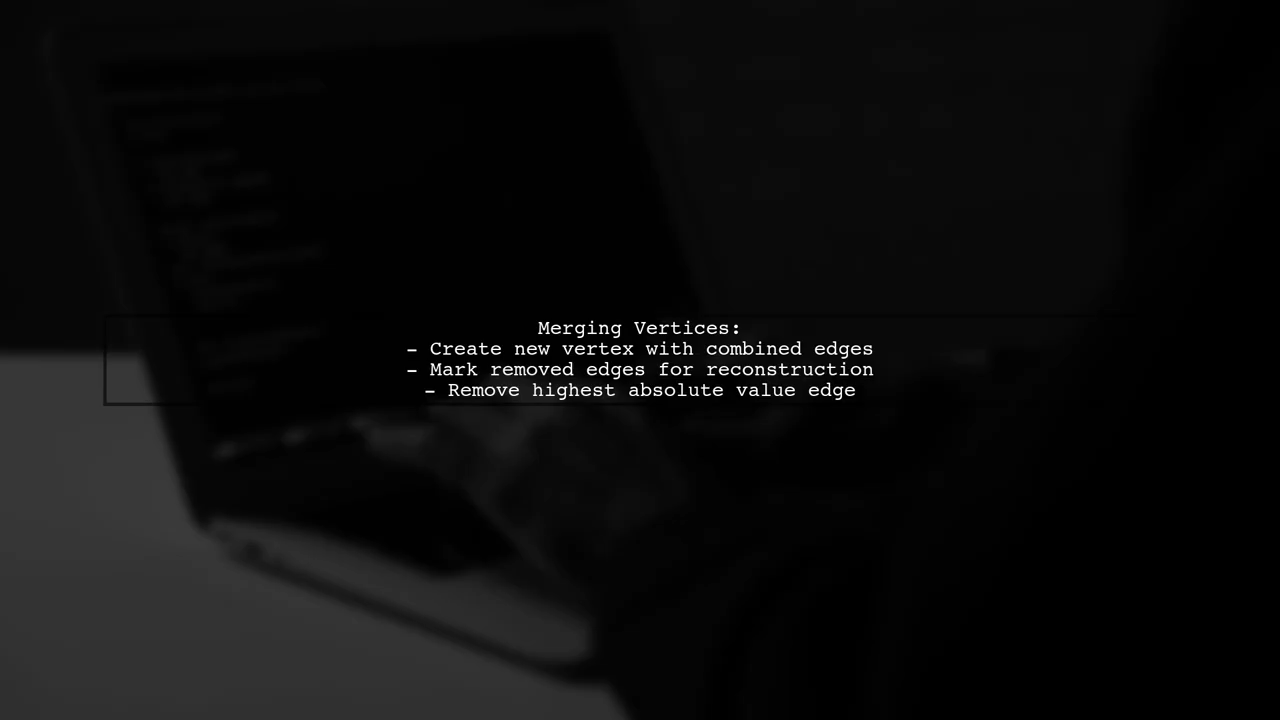 Merging Vertices:
- Create new vertex with combined edges
- Mark removed edges for reconstruction
- Remove highest absolute value edge